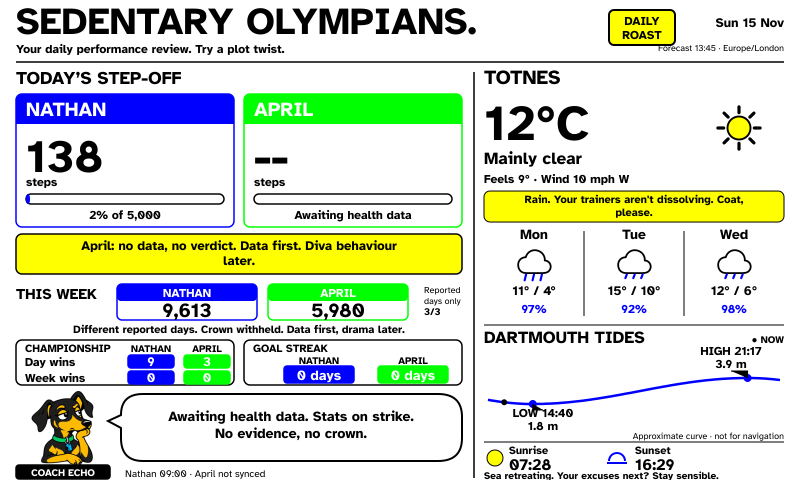 SEDENTARY OLYMPIANS.
DAILY
ROAST
Sun 15 Nov
Your daily performance review. Try a plot twist.
Forecast 13:45 · Europe/London
TODAY'S STEP-OFF
NATHAN
138
steps
2% of 5,000
APRIL
--
steps
Awaiting health data
April: no data, no verdict. Data first. Diva behaviour
later.
THIS WEEK
NATHAN
9,613
APRIL
5,980
Reported
days only
3/3
Different reported days. Crown withheld. Data first, drama later.
CHAMPIONSHIP NATHAN APRIL
Day wins 9 3
Week wins 0 0
GOAL STREAK
NATHAN APRIL
0 days 0 days
Awaiting health data. Stats on strike.
No evidence, no crown.
COACH ECHO
Nathan 09:00 · April not synced
TOTNES
12°C
Mainly clear
Feels 9° · Wind 10 mph W
Rain. Your trainers aren't dissolving. Coat,
please.
Mon Tue Wed
11° / 4° 15° / 10° 12° / 6°
97% 92% 98%
DARTMOUTH TIDES
• NOW
HIGH 21:17
3.9 m
LOW 14:40
1.8 m
Approximate curve · not for navigation
Sunrise
07:28
Sunset
16:29
Sea retreating. Your excuses next? Stay sensible.